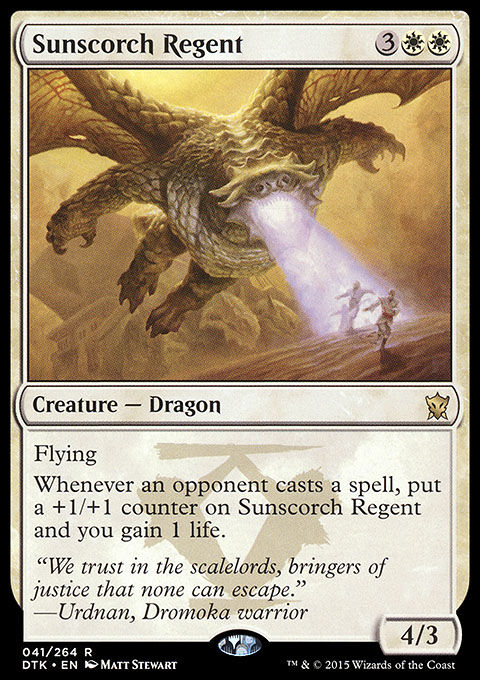 Sunscorch Regent 3
Creature — Dragon
Flying
Whenever an opponent casts a spell, put
a +1/+1 counter on Sunscorch Regent
and you gain 1 life.
“We trust in the scalelords, bringers of
justice that none can escape.”
—Urdnan, Dromoka warrior
4/3
041/264 R
DTK • EN Matt Stewart ™ & © 2015 Wizards of the Coast